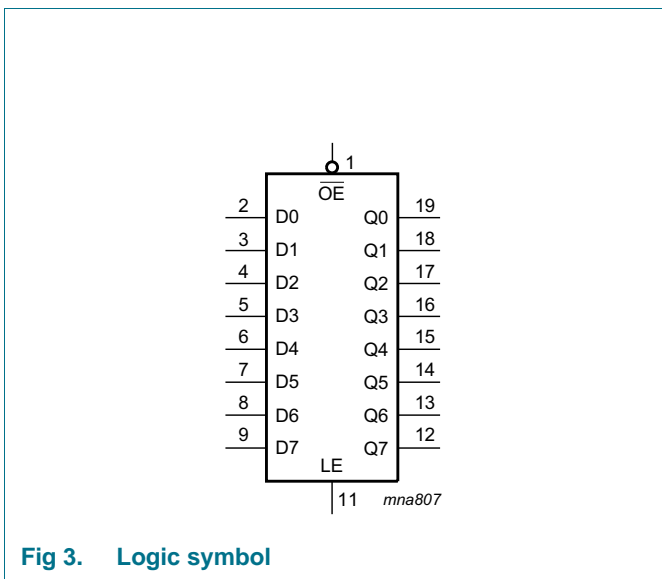 1
OE
2 D0 Q0 19
3 D1 Q1 18
4 D2 Q2 17
5 D3 Q3 16
6 D4 Q4 15
7 D5 Q5 14
8 D6 Q6 13
9 D7 Q7 12
LE
11 mna807
Fig 3. Logic symbol